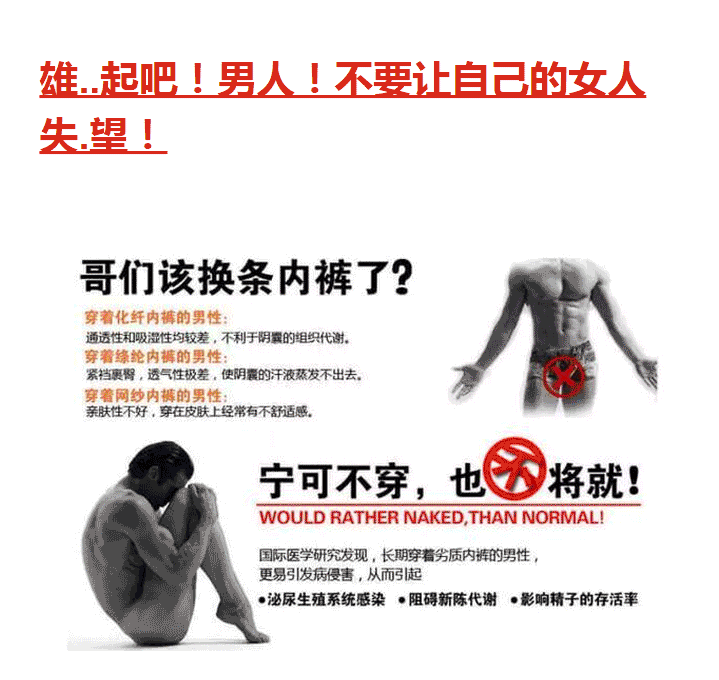 雄..起吧！男人！不要让自己的女人
失.望！
哥们该换条内裤了?
穿着化纤内裤的男性：
通透性和吸湿性均较差，不利于阴囊的组织代谢。
穿着绦纶内裤的男性：
紧裆裹臀，透气性极差，使阴囊的汗液蒸发不出去。
穿着网纱内裤的男性：
亲肤性不好，穿在皮肤上经常有不舒适感。
宁可不穿，也不将就!
WOULD RATHER NAKED,THAN NORMAL!
国际医学研究发现，长期穿着劣质内裤的男性，
更易引发病侵害，从而引起
●泌尿生殖系统感染 ●阻碍新陈代谢 ●影响精子的存活率